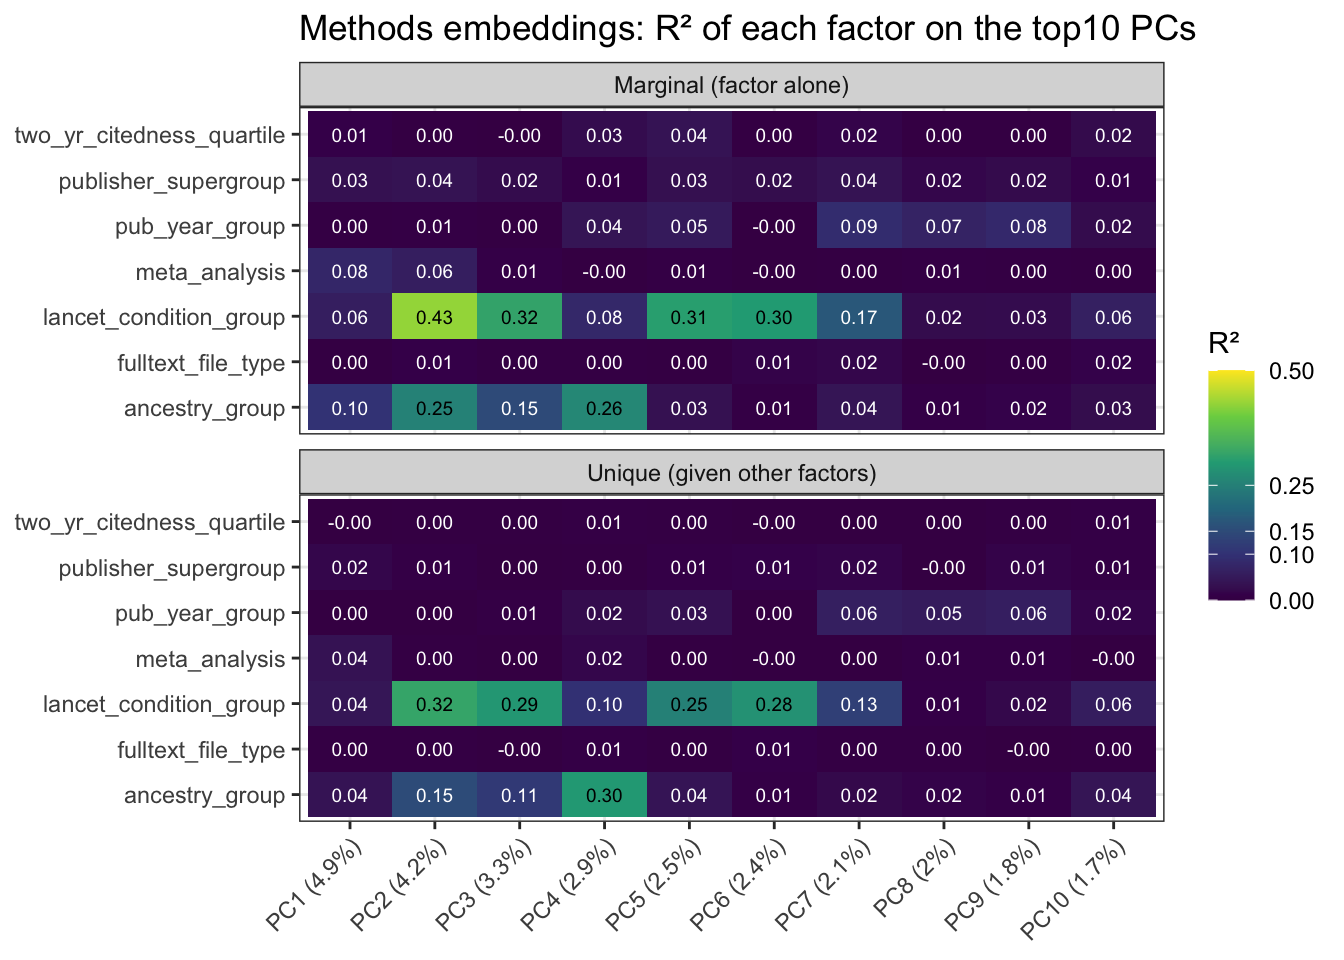 Methods embeddings: R² of each factor on the top10 PCs
Marginal (factor alone)
two_yr_citedness_quartile 0.01 0.00 -0.00 0.03 0.04 0.00 0.02 0.00 0.00 0.02
publisher_supergroup 0.03 0.04 0.02 0.01 0.03 0.02 0.04 0.02 0.02 0.01
pub_year_group 0.00 0.01 0.00 0.04 0.05 -0.00 0.09 0.07 0.08 0.02
meta_analysis 0.08 0.06 0.01 -0.00 0.01 -0.00 0.00 0.01 0.00 0.00
lancet_condition_group 0.06 0.43 0.32 0.08 0.31 0.30 0.17 0.02 0.03 0.06
fulltext_file_type 0.00 0.01 0.00 0.00 0.00 0.01 0.02 -0.00 0.00 0.02
ancestry_group 0.10 0.25 0.15 0.26 0.03 0.01 0.04 0.01 0.02 0.03
Unique (given other factors)
two_yr_citedness_quartile -0.00 0.00 0.00 0.01 0.00 -0.00 0.00 0.00 0.00 0.01
publisher_supergroup 0.02 0.01 0.00 0.00 0.01 0.01 0.02 -0.00 0.01 0.01
pub_year_group 0.00 0.00 0.01 0.02 0.03 0.00 0.06 0.05 0.06 0.02
meta_analysis 0.04 0.00 0.00 0.02 0.00 -0.00 0.00 0.01 0.01 -0.00
lancet_condition_group 0.04 0.32 0.29 0.10 0.25 0.28 0.13 0.01 0.02 0.06
fulltext_file_type 0.00 0.00 -0.00 0.01 0.00 0.01 0.00 0.00 -0.00 0.00
ancestry_group 0.04 0.15 0.11 0.30 0.04 0.01 0.02 0.02 0.01 0.04
PC1 (4.9%) PC2 (4.2%) PC3 (3.3%) PC4 (2.9%) PC5 (2.5%) PC6 (2.4%) PC7 (2.1%) PC8 (2%) PC9 (1.8%) PC10 (1.7%)
R²
0.50
0.25
0.15
0.10
0.00